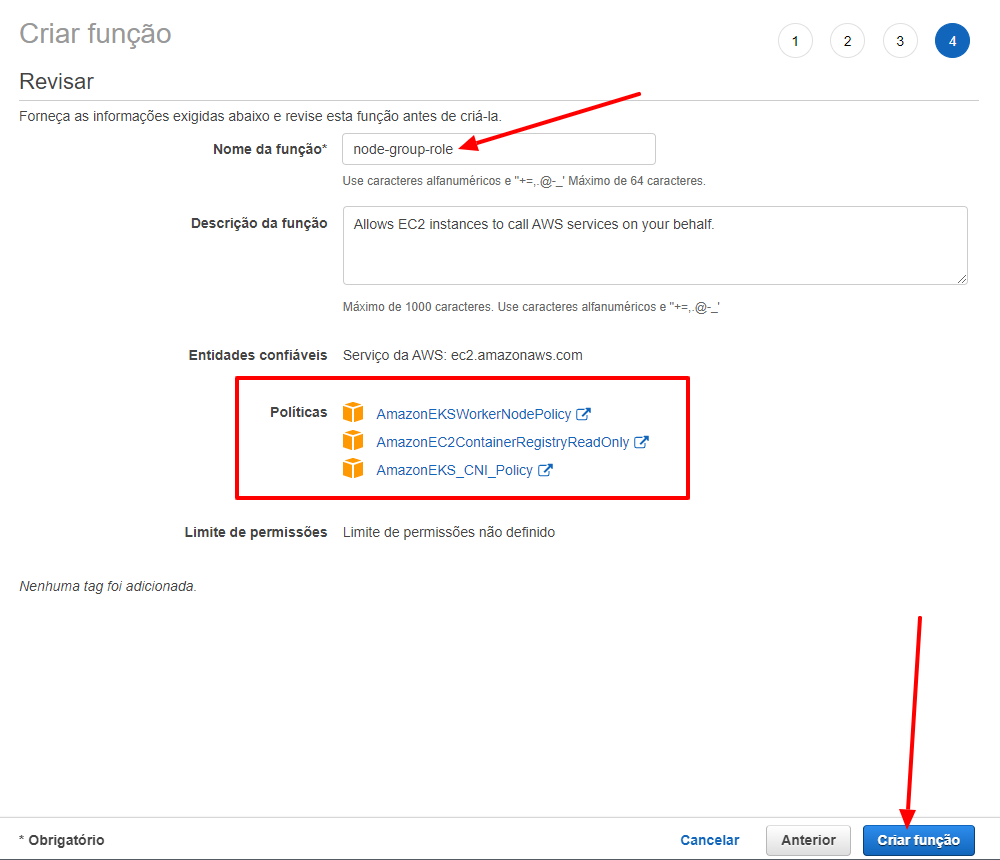 Criar função
1 2 3 4
Revisar
Forneça as informações exigidas abaixo e revise esta função antes de criá-la.
Nome da função* node-group-role
Use caracteres alfanuméricos e "+=,.@-_' Máximo de 64 caracteres.
Descrição da função Allows EC2 instances to call AWS services on your behalf.
Máximo de 1000 caracteres. Use caracteres alfanuméricos e "+=,.@-_'
Entidades confiáveis Serviço da AWS: ec2.amazonaws.com
Políticas AmazonEKSWorkerNodePolicy
AmazonEC2ContainerRegistryReadOnly
AmazonEKS_CNI_Policy
Limite de permissões Limite de permissões não definido
Nenhuma tag foi adicionada.
* Obrigatório Cancelar Anterior Criar função